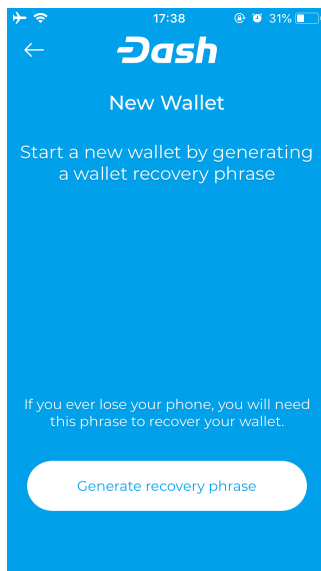 17:38
31%
Dash
New Wallet
Start a new wallet by generating
a wallet recovery phrase
If you ever lose your phone, you will need
this phrase to recover your wallet.
Generate recovery phrase